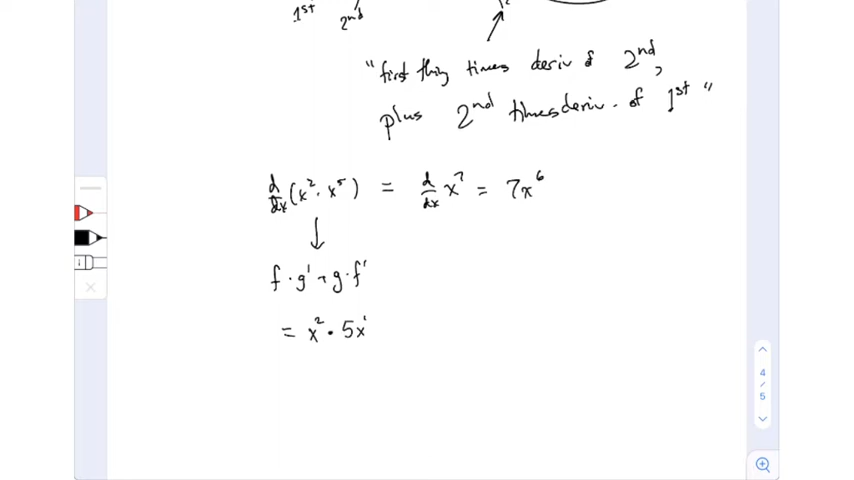 1st
2nd
"first thing times deriv of 2nd,
plus 2nd times deriv. of 1st"
d/dx (x² · x⁵) = d/dx x⁷ = 7x⁶
f · g' + g · f'
= x² · 5x
4
/
5